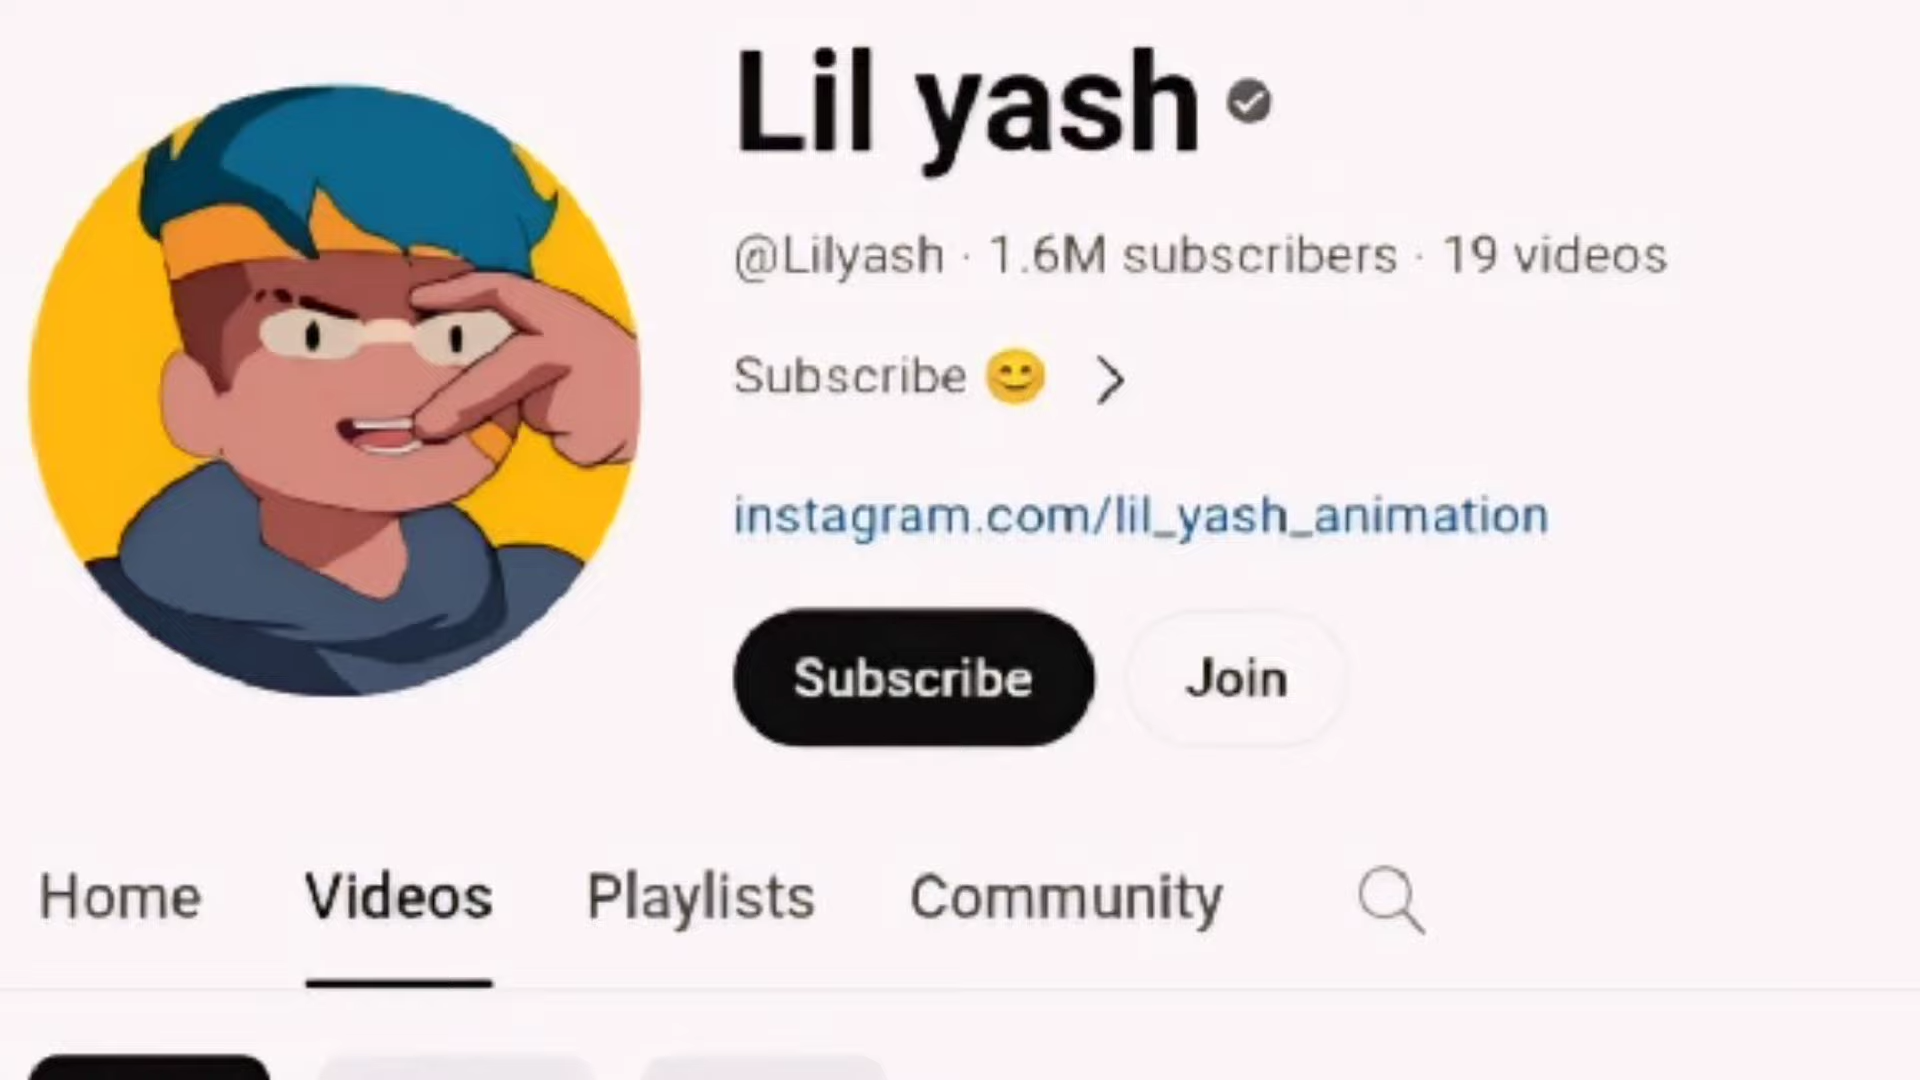 Lil yash
@Lilyash · 1.6M subscribers · 19 videos
Subscribe 😊 >
instagram.com/lil_yash_animation
Subscribe Join
Home Videos Playlists Community